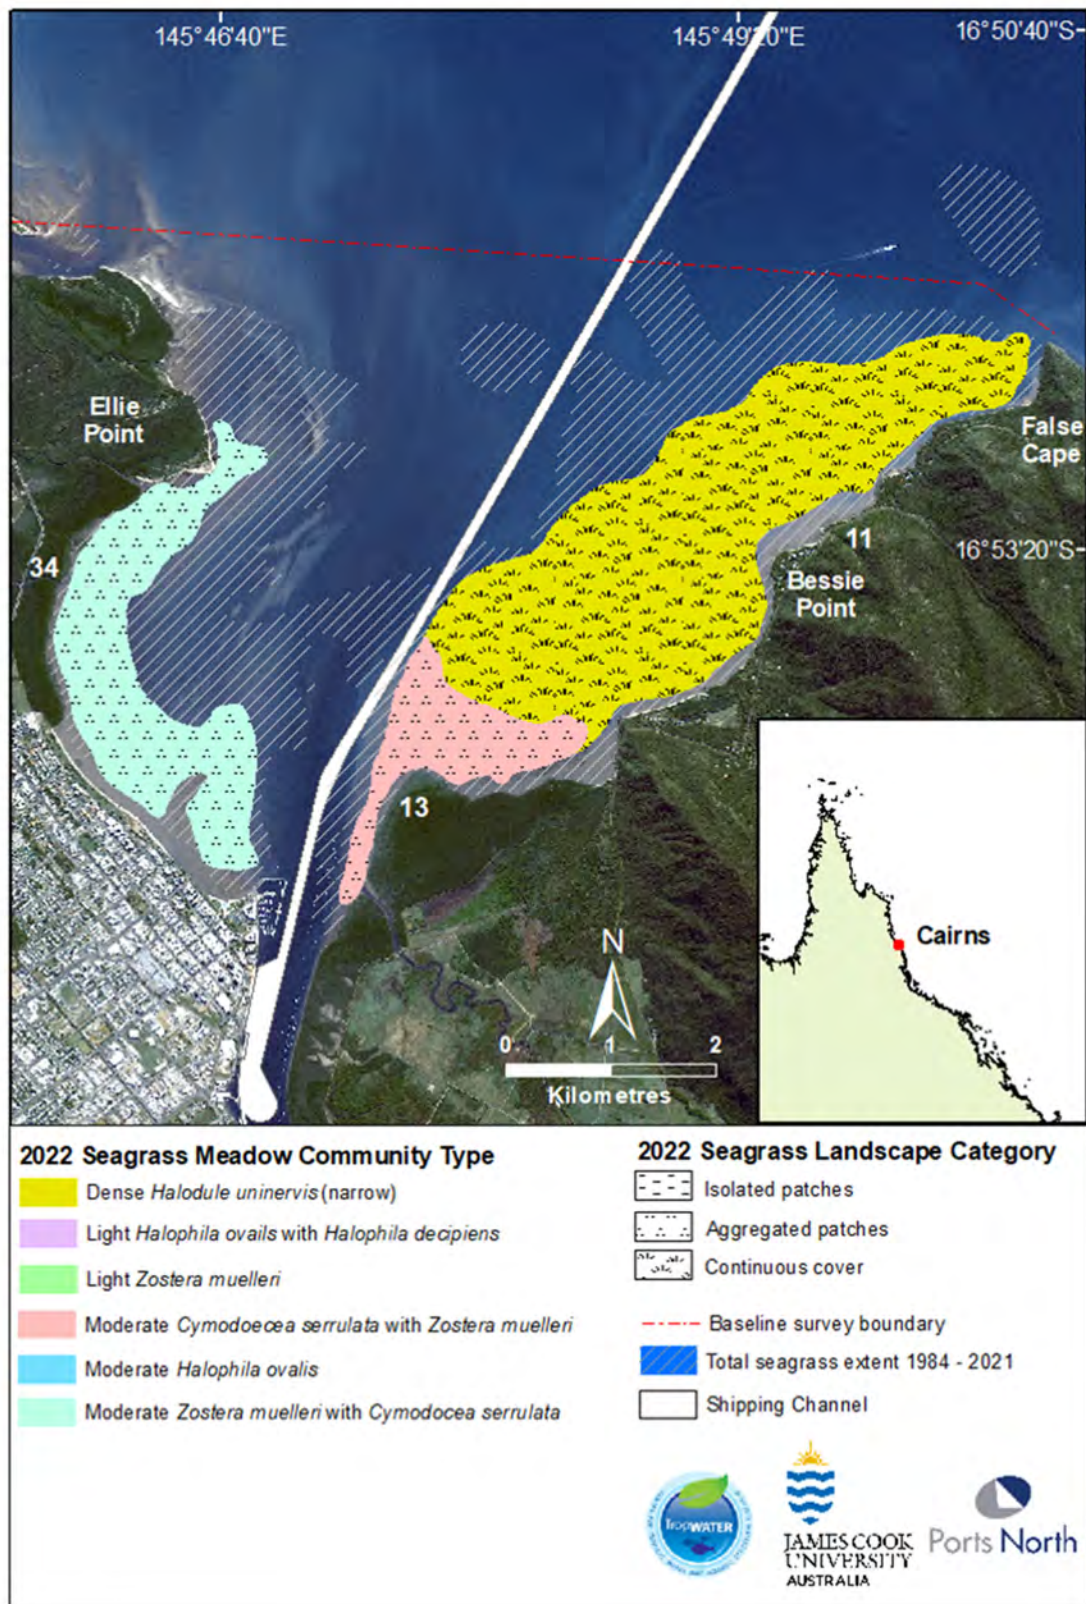 145°46'40"E
145°49'20"E
16°50'40"S
Ellie
Point
False
Cape
34
11
16°53'20"S
Bessie
Point
13
N
Cairns
0 1 2
Kilometres
2022 Seagrass Meadow Community Type
Dense Halodule uninervis (narrow)
Light Halophila ovails with Halophila decipiens
Light Zostera muelleri
Moderate Cymodoecea serrulata with Zostera muelleri
Moderate Halophila ovalis
Moderate Zostera muelleri with Cymodocea serrulata
2022 Seagrass Landscape Category
Isolated patches
Aggregated patches
Continuous cover
Baseline survey boundary
Total seagrass extent 1984 - 2021
Shipping Channel
TropWATER
JAMES COOK
UNIVERSITY
AUSTRALIA
Ports North